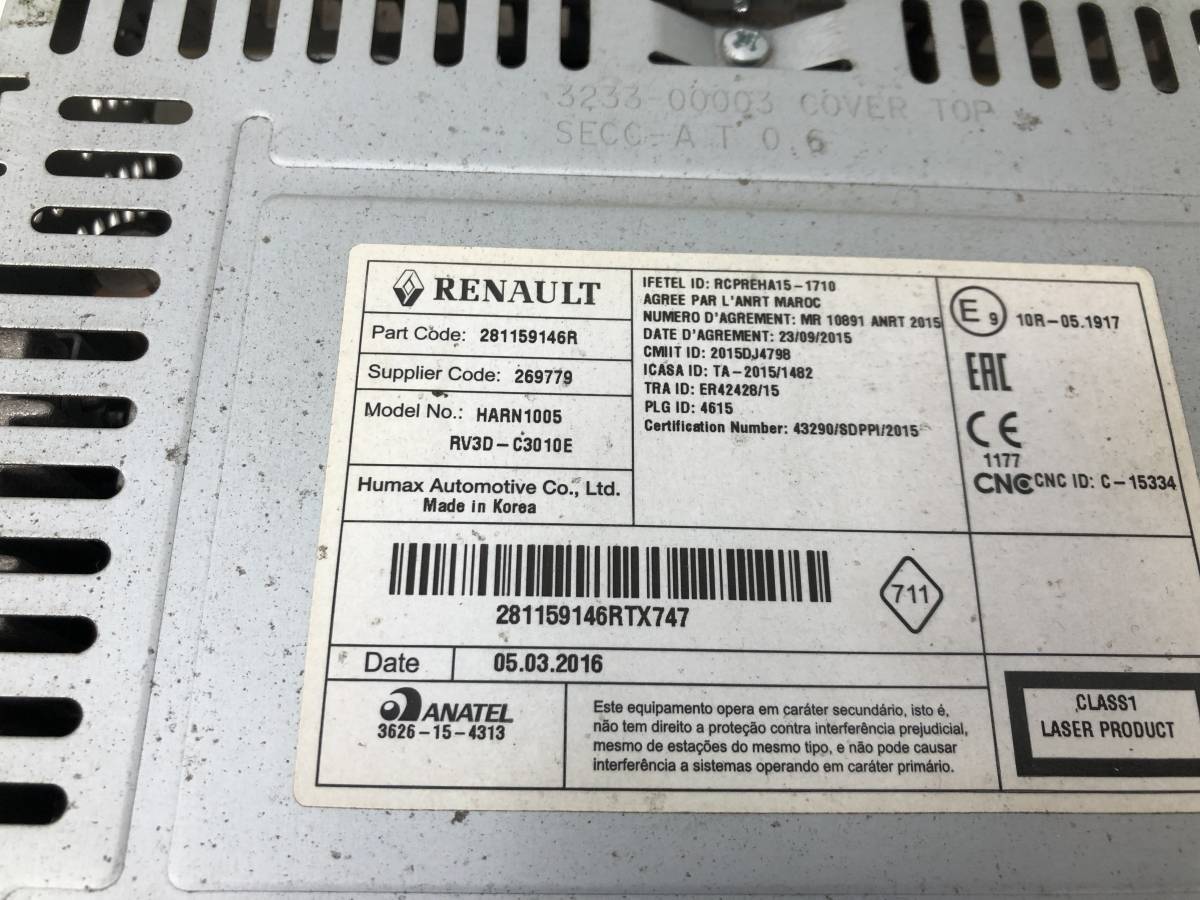 3233-00003 COVER TOP
SECC-A T 0.6
RENAULT
Part Code: 281159146R
Supplier Code: 269779
Model No.: HARN1005
RV3D-C3010E
Humax Automotive Co., Ltd.
Made in Korea
IFETEL ID: RCPREHA15-1710
AGREE PAR L'ANRT MAROC
NUMERO D'AGREMENT: MR 10891 ANRT 2015
DATE D'AGREMENT: 23/09/2015
CMIIT ID: 2015DJ4798
ICASA ID: TA-2015/1482
TRA ID: ER42428/15
PLG ID: 4615
Certification Number: 43290/SDPPI/2015
E9 10R-05.1917
EAC
CE
1177
CNC CNC ID: C-15334
281159146RTX747
711
Date 05.03.2016
ANATEL
3626-15-4313
Este equipamento opera em caráter secundário, isto é,
não tem direito a proteção contra interferência prejudicial,
mesmo de estações do mesmo tipo, e não pode causar
interferência a sistemas operando em caráter primário.
CLASS1
LASER PRODUCT